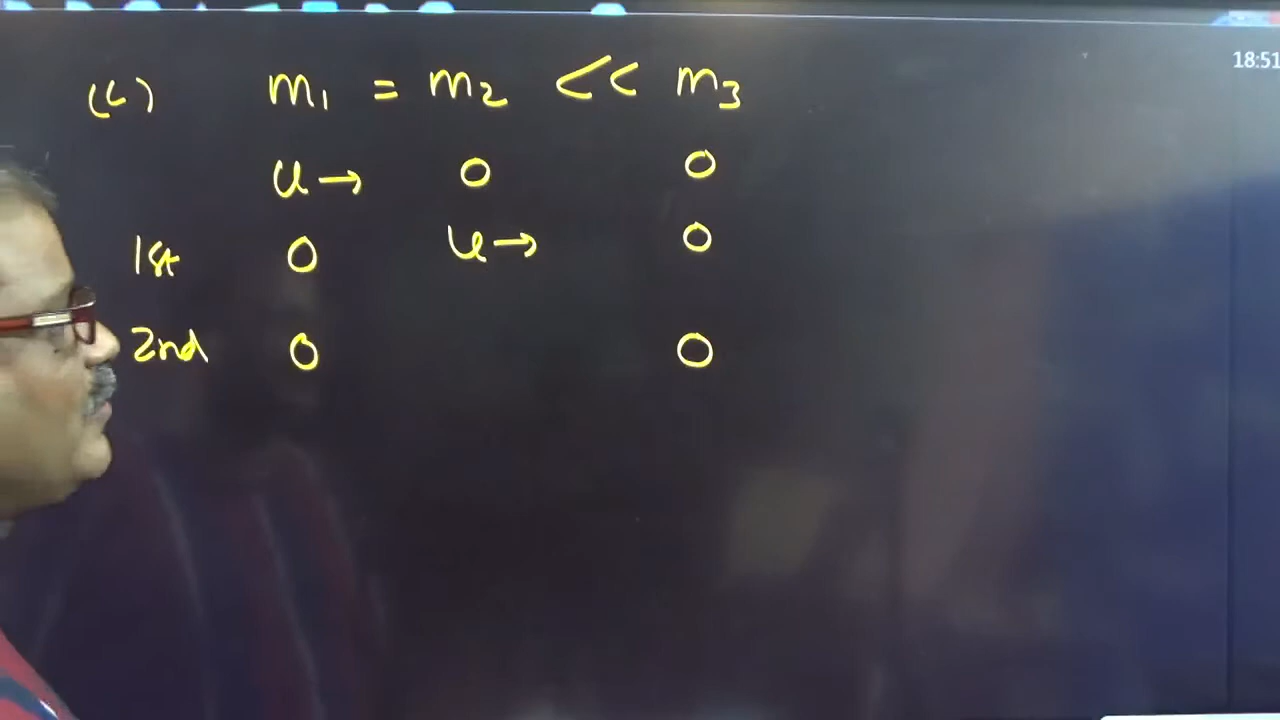 (c) m₁ = m₂ << m₃
u→ 0 0
1st 0 u→ 0
2nd 0 0
18:51